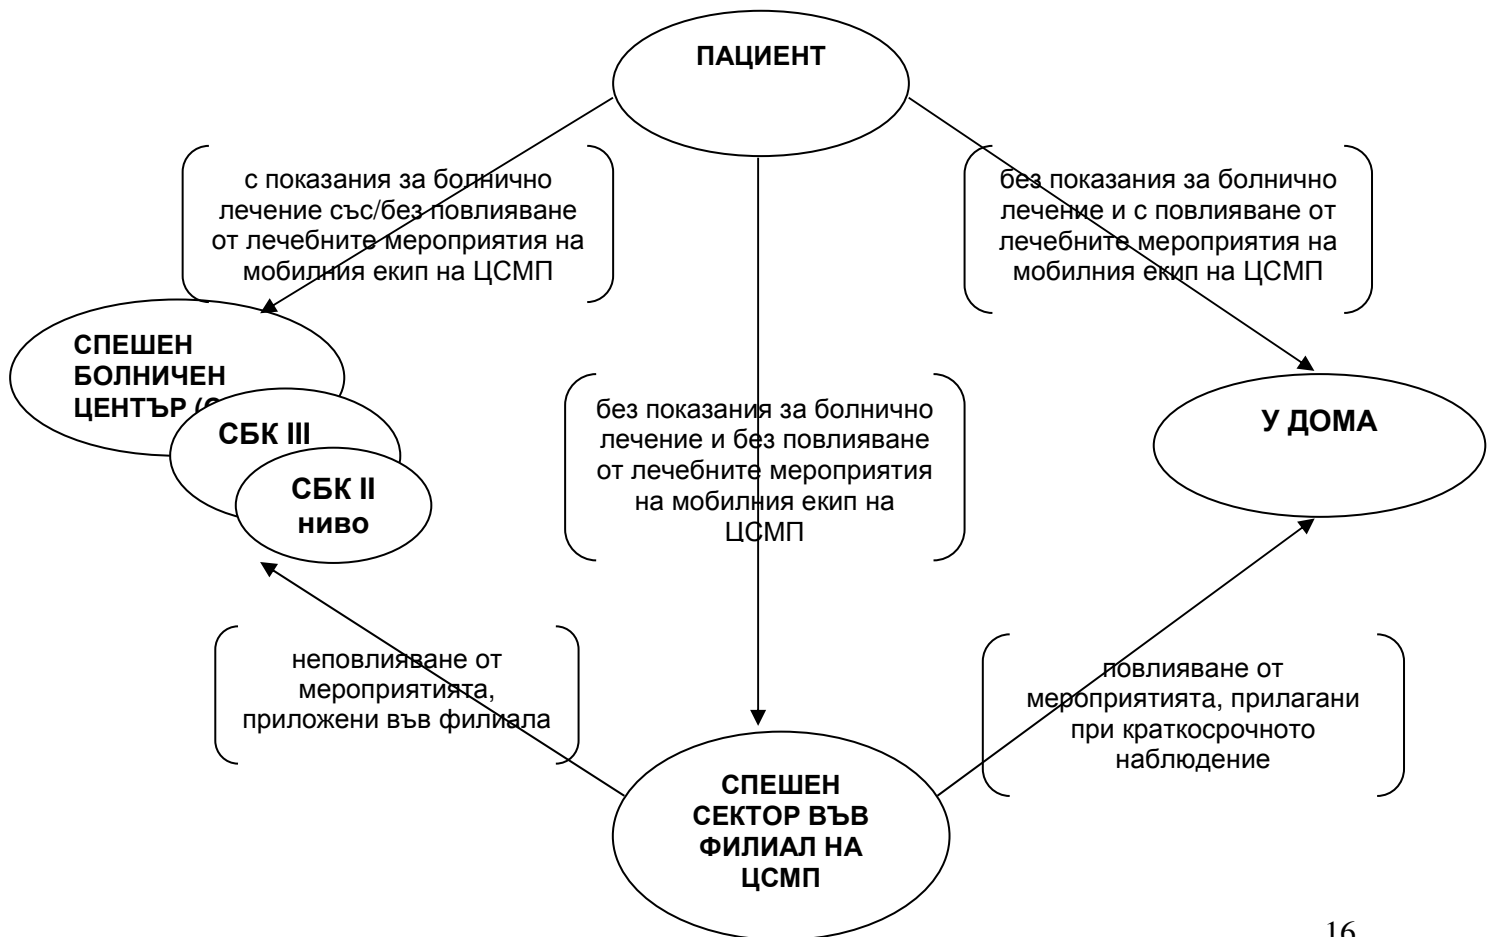 ПАЦИЕНТ
с показания за болнично
лечение със/без повлияване
от лечебните мероприятия на
мобилния екип на ЦСМП
без показания за болнично
лечение и с повлияване от
лечебните мероприятия на
мобилния екип на ЦСМП
СПЕШЕН
БОЛНИЧЕН
ЦЕНТЪР
СБК III
СБК II
ниво
без показания за болнично
лечение и без повлияване
от лечебните мероприятия
на мобилния екип на
ЦСМП
У ДОМА
неповлияване от
мероприятията,
приложени във филиала
повлияване от
мероприятията, прилагани
при краткосрочното
наблюдение
СПЕШЕН
СЕКТОР ВЪВ
ФИЛИАЛ НА
ЦСМП
16